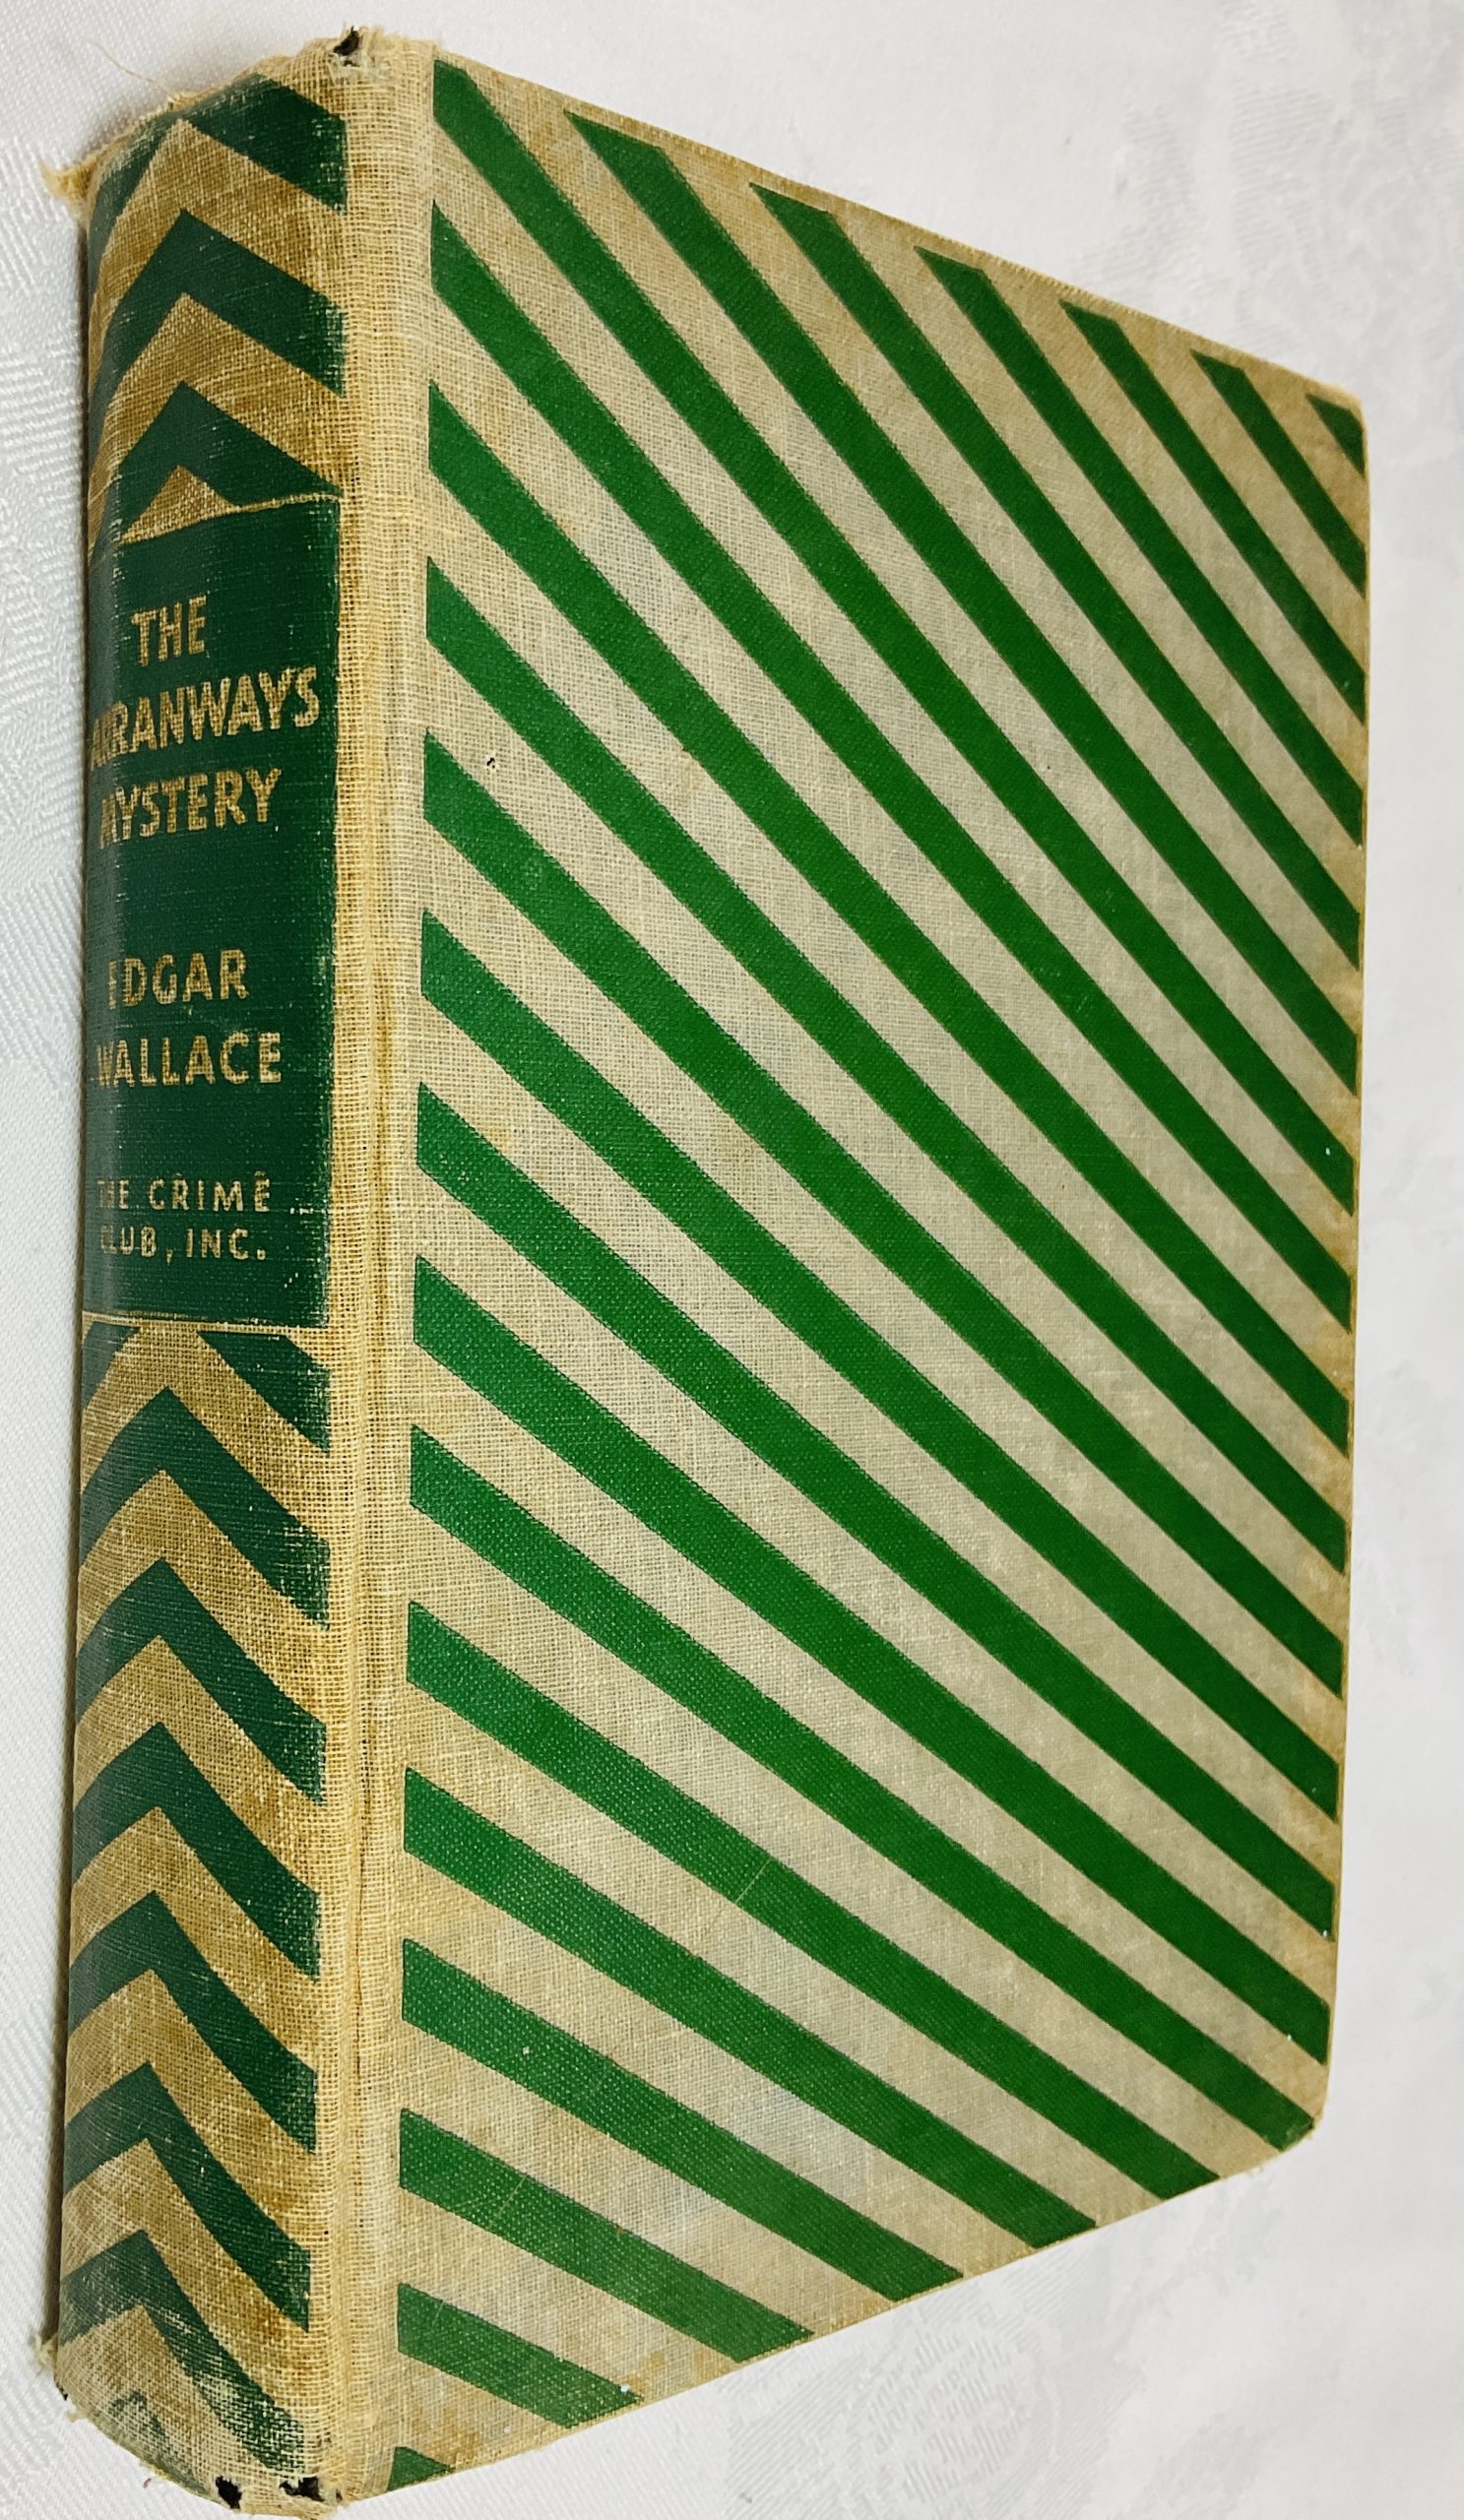 THE
ARRANWAYS
MYSTERY
EDGAR
WALLACE
THE CRIME
CLUB, INC.